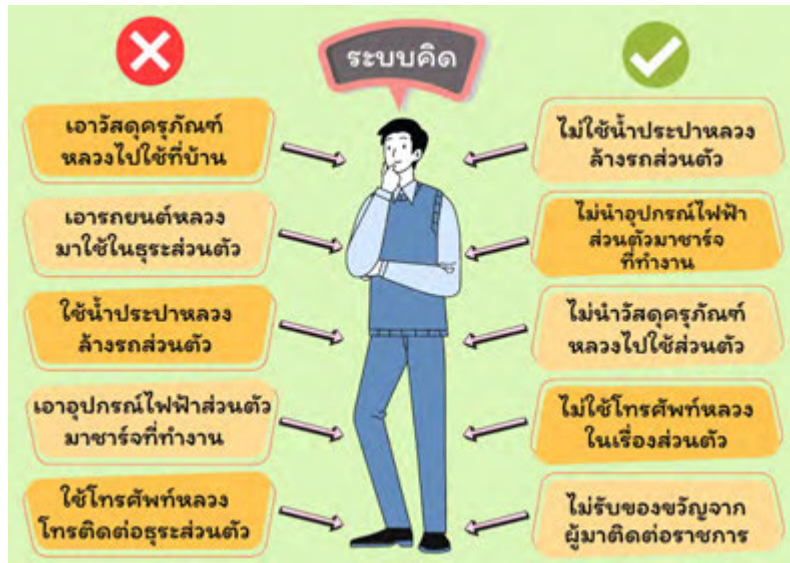 ระบบคิด
เอาวัสดุครุภัณฑ์
หลวงไปใช้ที่บ้าน
เอารถยนต์หลวง
มาใช้ในธุระส่วนตัว
ใช้น้ำประปาหลวง
ล้างรถส่วนตัว
เอาอุปกรณ์ไฟฟ้าส่วนตัว
มาชาร์จที่ทำงาน
ใช้โทรศัพท์หลวง
โทรติดต่อธุระส่วนตัว
ไม่ใช้น้ำประปาหลวง
ล้างรถส่วนตัว
ไม่นำอุปกรณ์ไฟฟ้า
ส่วนตัวมาชาร์จ
ที่ทำงาน
ไม่นำวัสดุครุภัณฑ์
หลวงไปใช้ส่วนตัว
ไม่ใช้โทรศัพท์หลวง
ในเรื่องส่วนตัว
ไม่รับของขวัญจาก
ผู้มาติดต่อราชการ